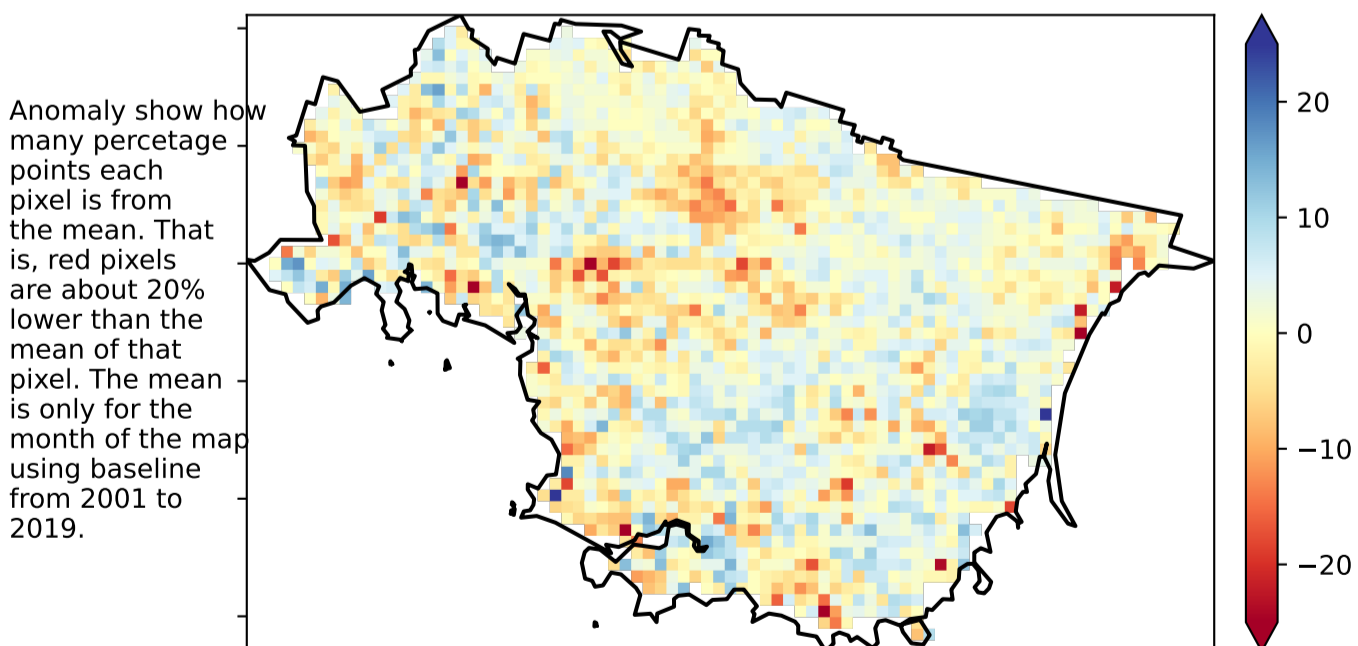 Anomaly show how
many percetage
points each
pixel is from
the mean. That
is, red pixels
are about 20%
lower than the
mean of that
pixel. The mean
is only for the
month of the map
using baseline
from 2001 to
2019.
20
10
0
−10
−20